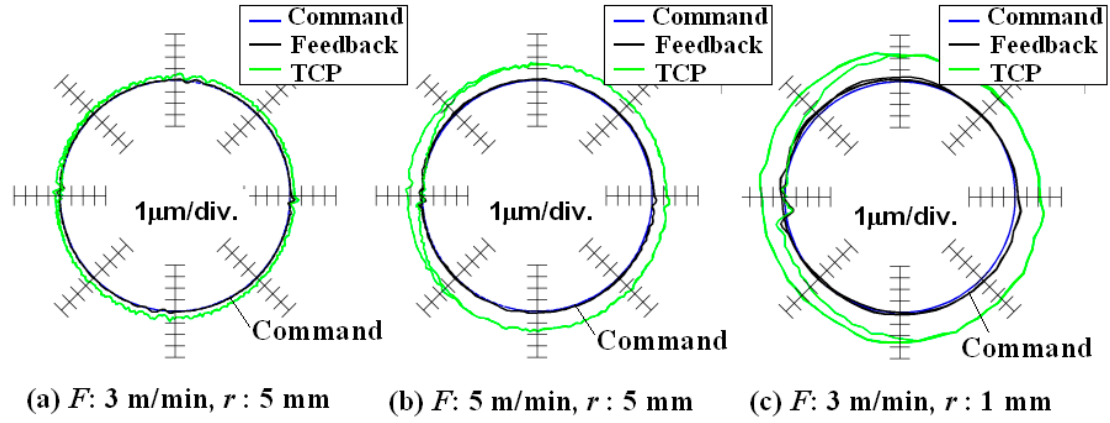 Command
Feedback
TCP
1μm/div.
Command
(a) F: 3 m/min, r : 5 mm
Command
Feedback
TCP
1μm/div.
Command
(b) F: 5 m/min, r : 5 mm
Command
Feedback
TCP
1μm/div.
Command
(c) F: 3 m/min, r : 1 mm